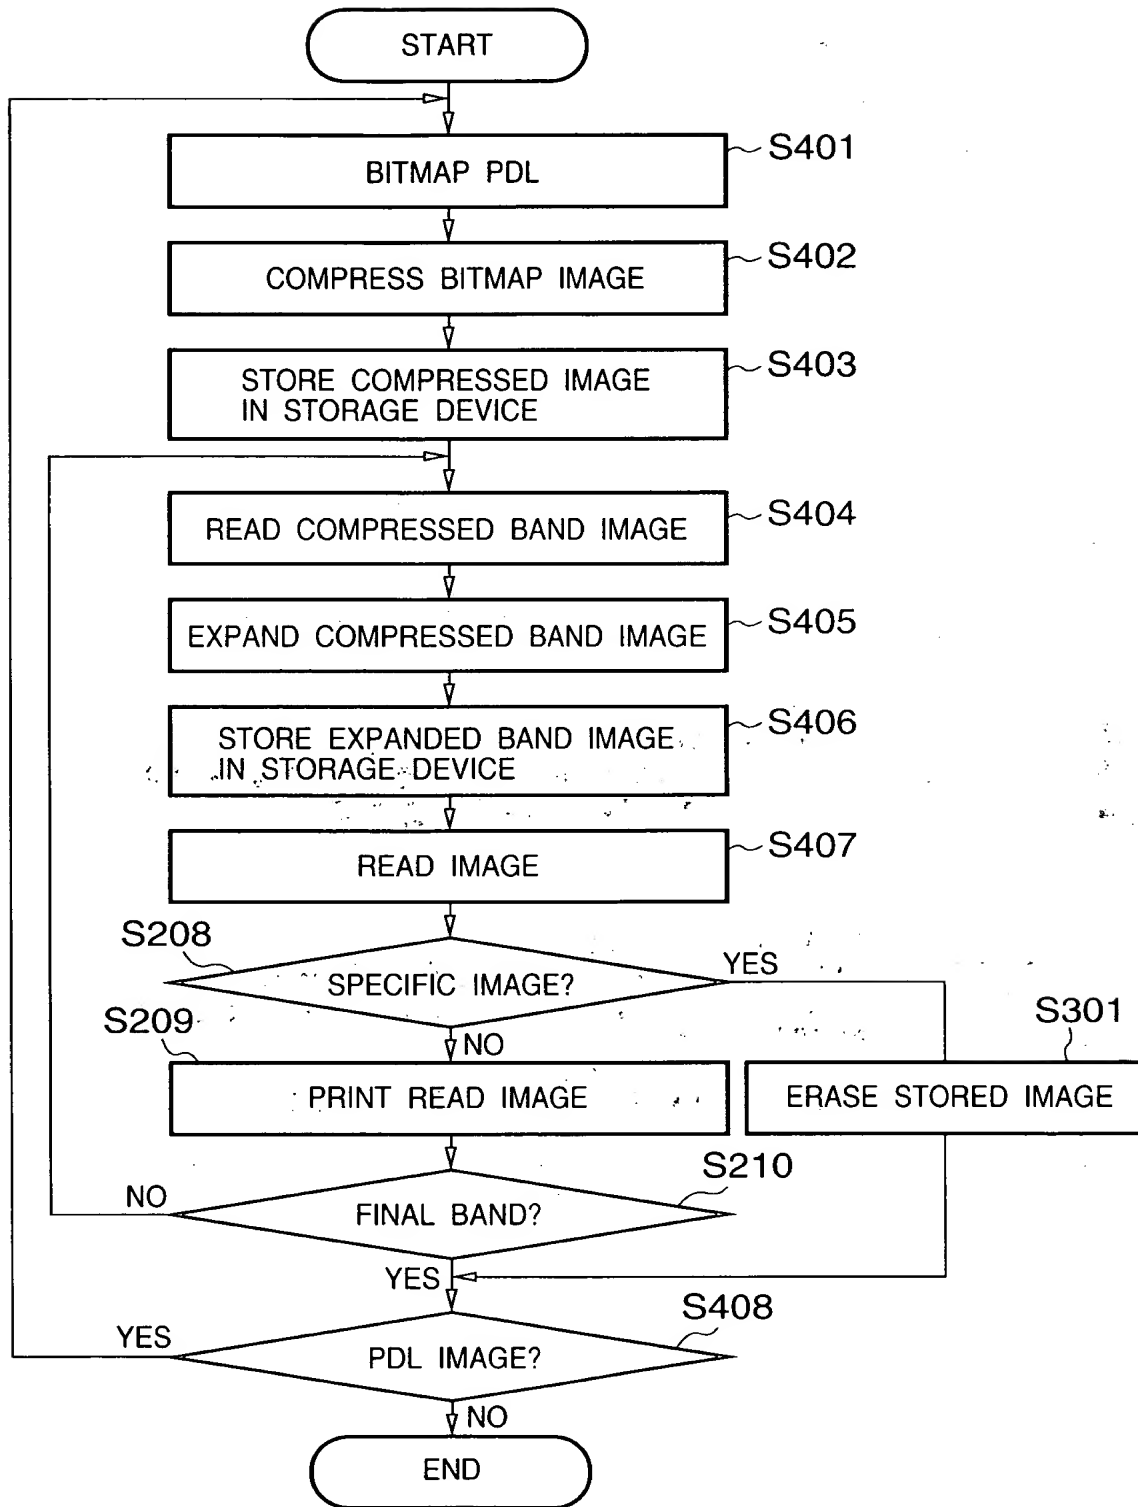 START
BITMAP PDL
S401
COMPRESS BITMAP IMAGE
S402
STORE COMPRESSED IMAGE
IN STORAGE DEVICE
S403
READ COMPRESSED BAND IMAGE
S404
EXPAND COMPRESSED BAND IMAGE
S405
STORE EXPANDED BAND IMAGE
IN STORAGE DEVICE
S406
READ IMAGE
S407
S208
SPECIFIC IMAGE?
YES
NO
S209
PRINT READ IMAGE
S301
ERASE STORED IMAGE
S210
FINAL BAND?
NO
YES
S408
PDL IMAGE?
YES
NO
END